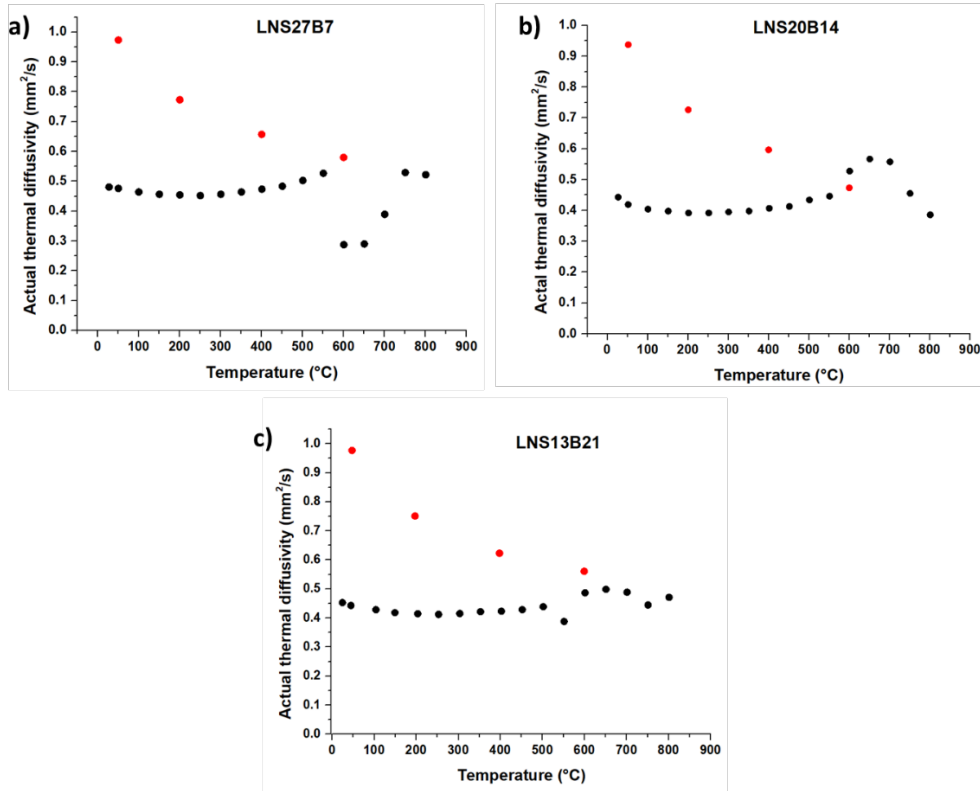 a)
LNS27B7
Actual thermal diffusivity (mm²/s)
1.0
0.9
0.8
0.7
0.6
0.5
0.4
0.3
0.2
0.1
0.0
0 100 200 300 400 500 600 700 800 900
Temperature (°C)
b)
LNS20B14
Actal thermal diffusivity (mm²/s)
1.0
0.9
0.8
0.7
0.6
0.5
0.4
0.3
0.2
0.1
0.0
0 100 200 300 400 500 600 700 800 900
Temperature (°C)
c)
LNS13B21
Actual thermal diffusivity (mm²/s)
1.0
0.9
0.8
0.7
0.6
0.5
0.4
0.3
0.2
0.1
0.0
0 100 200 300 400 500 600 700 800 900
Temperature (°C)